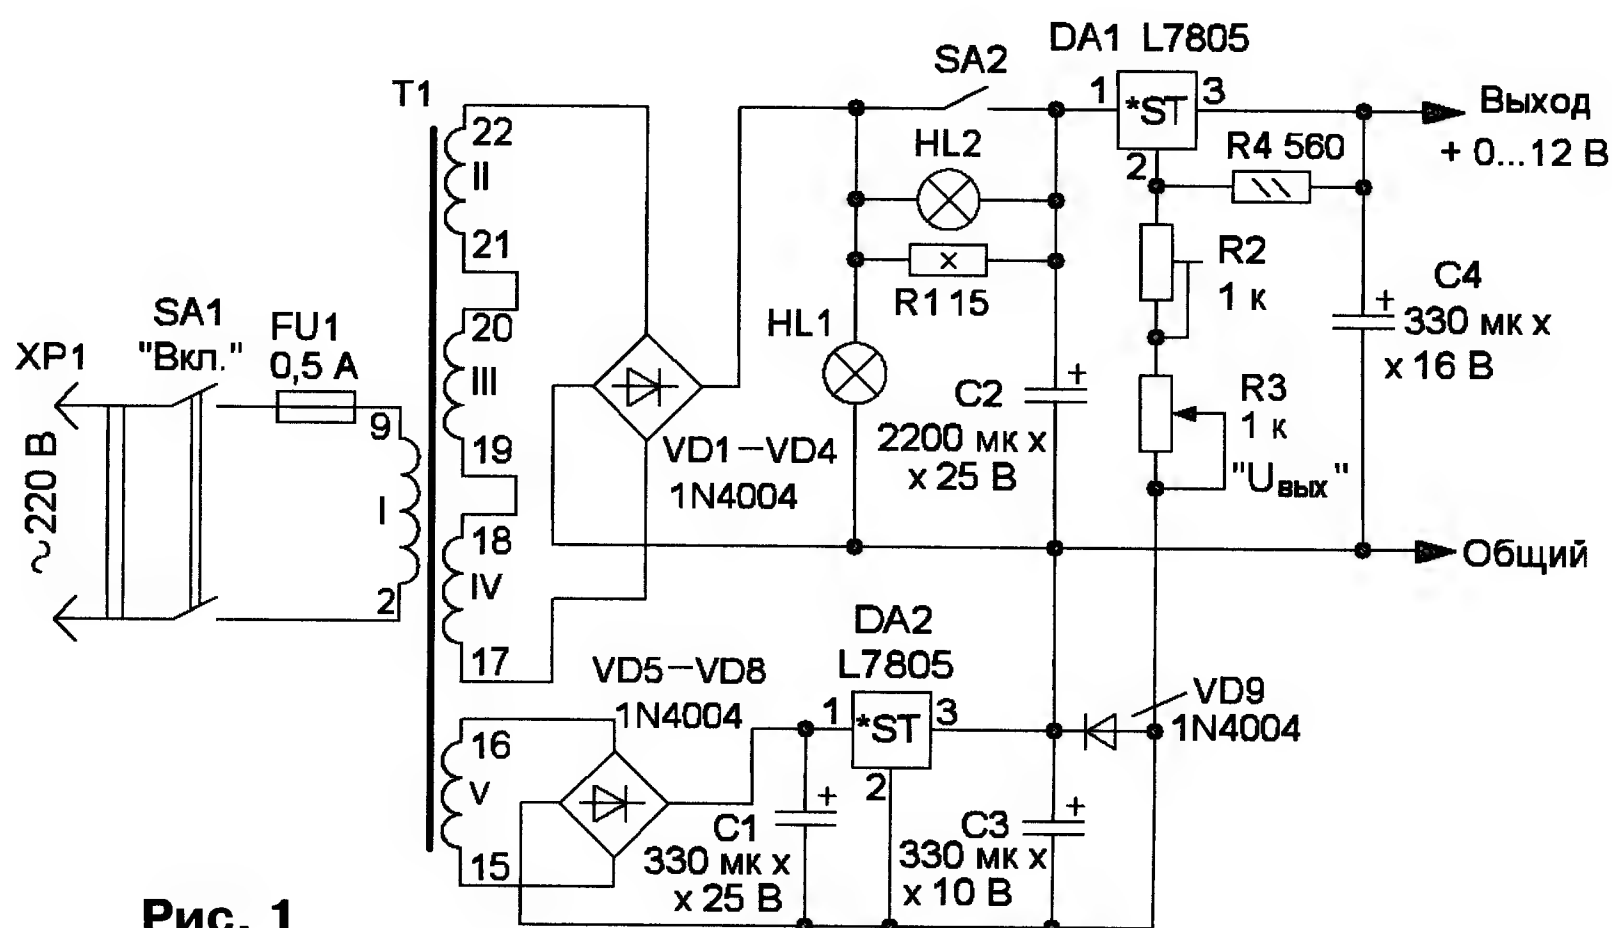 DA1 L7805
SA2
T1
1
*ST
3
Выход
+ 0...12 В
22
II
21
HL2
2
R4 560
R1 15
R2
1 к
C4
+
330 мк х
х 16 В
SA1
"Вкл."
FU1
0,5 А
XP1
20
III
19
HL1
C2
+
2200 мк х
х 25 В
R3
1 к
"Uвых"
VD1–VD4
1N4004
~220 В
9
I
2
18
IV
17
Общий
DA2
L7805
VD5–VD8
1N4004
1
*ST
3
2
VD9
1N4004
16
V
15
C1
+
330 мк х
х 25 В
C3
+
330 мк х
х 10 В
Рис. 1